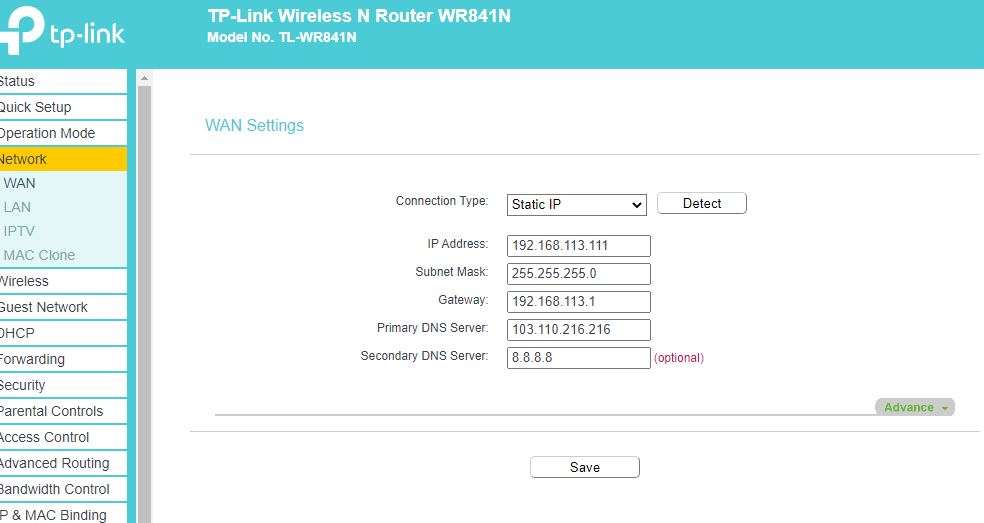 tp-link
TP-Link Wireless N Router WR841N
Model No. TL-WR841N
Status
Quick Setup
Operation Mode
Network
WAN
LAN
IPTV
MAC Clone
Wireless
Guest Network
DHCP
Forwarding
Security
Parental Controls
Access Control
Advanced Routing
Bandwidth Control
IP & MAC Binding
WAN Settings
Connection Type: Static IP Detect
IP Address: 192.168.113.111
Subnet Mask: 255.255.255.0
Gateway: 192.168.113.1
Primary DNS Server: 103.110.216.216
Secondary DNS Server: 8.8.8.8 (optional)
Advance
Save